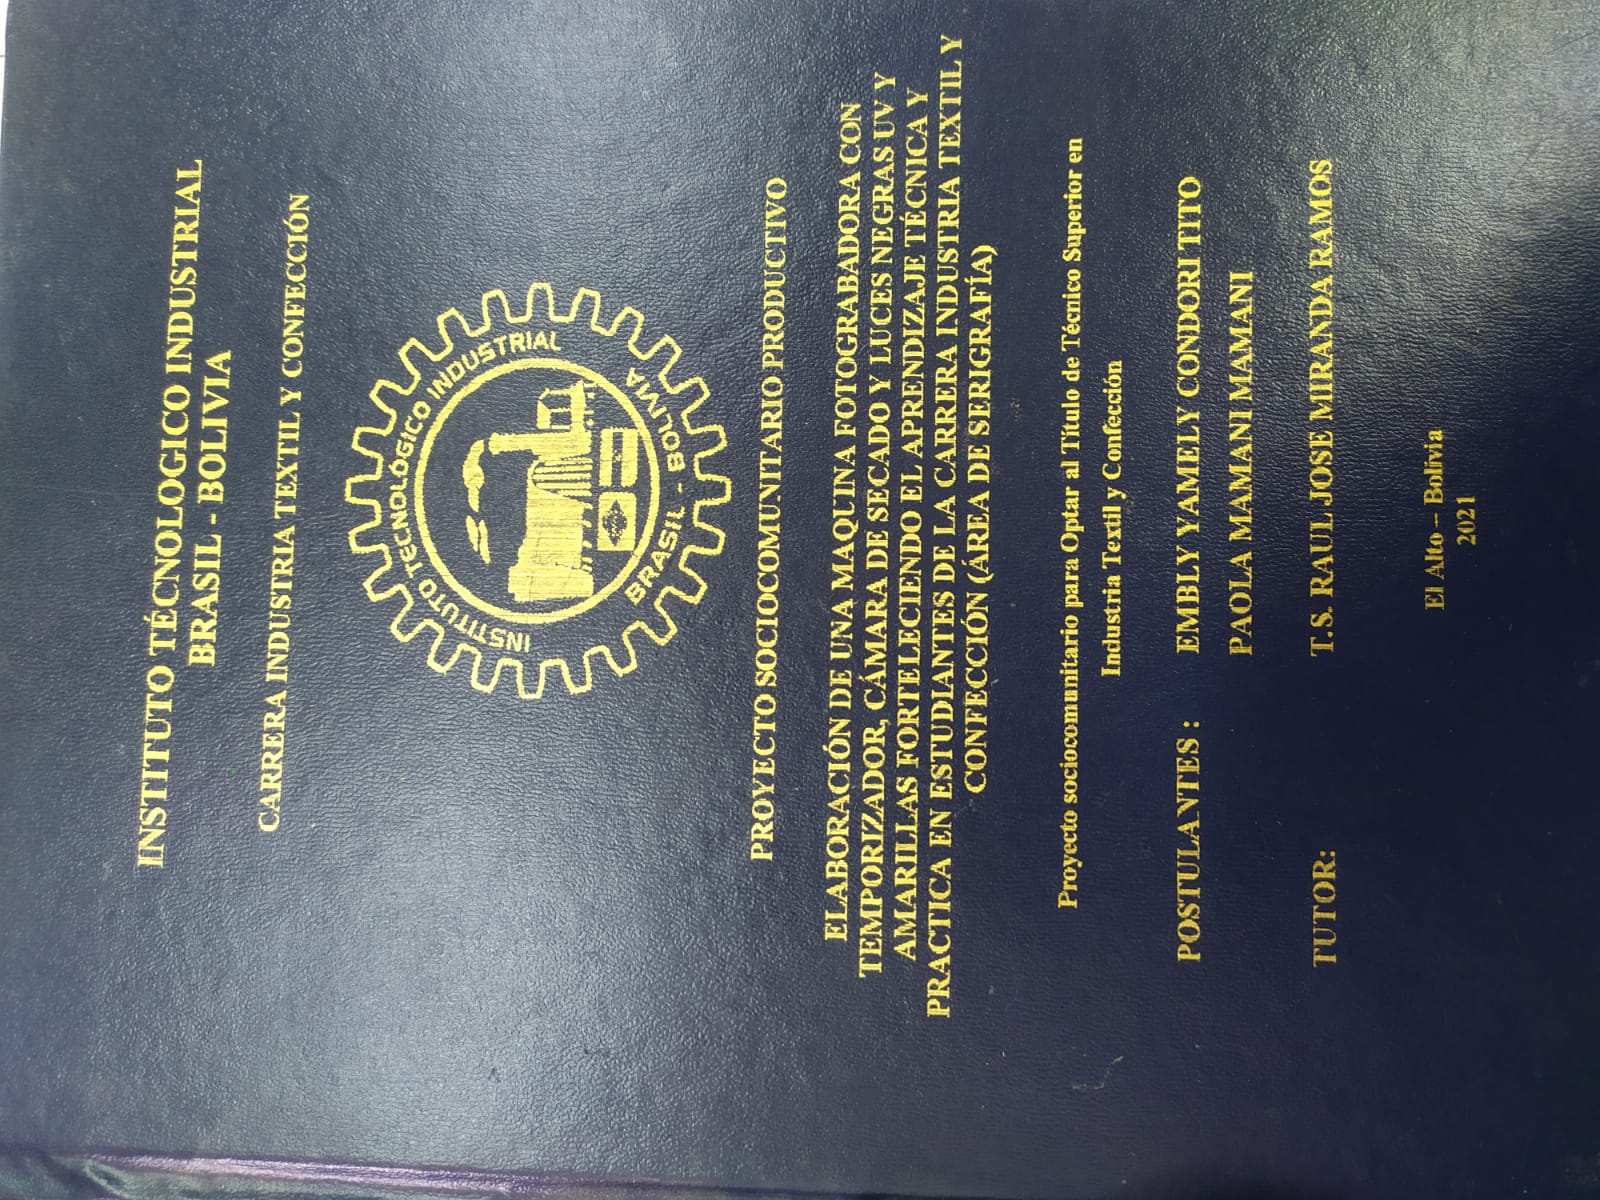 INSTITUTO TÉCNOLOGICO INDUSTRIAL
BRASIL - BOLIVIA
CARRERA INDUSTRIA TEXTIL Y CONFECCIÓN
INSTITUTO TECNOLÓGICO INDUSTRIAL
BRASIL - BOLIVIA
PROYECTO SOCIOCOMUNITARIO PRODUCTIVO
ELABORACIÓN DE UNA MAQUINA FOTOGRABADORA CON
TEMPORIZADOR, CÁMARA DE SECADO Y LUCES NEGRAS UV Y
AMARILLAS FORTELECIENDO EL APRENDIZAJE TÉCNICA Y
PRACTICA EN ESTUDIANTES DE LA CARRERA INDUSTRIA TEXTIL Y
CONFECCIÓN (ÁREA DE SERIGRAFÍA)
Proyecto sociocomunitario para Optar al Título de Técnico Superior en
Industria Textil y Confección
POSTULANTES : EMBLY YAMELY CONDORI TITO
PAOLA MAMANI MAMANI
TUTOR: T.S. RAUL JOSE MIRANDA RAMOS
El Alto – Bolivia
2021